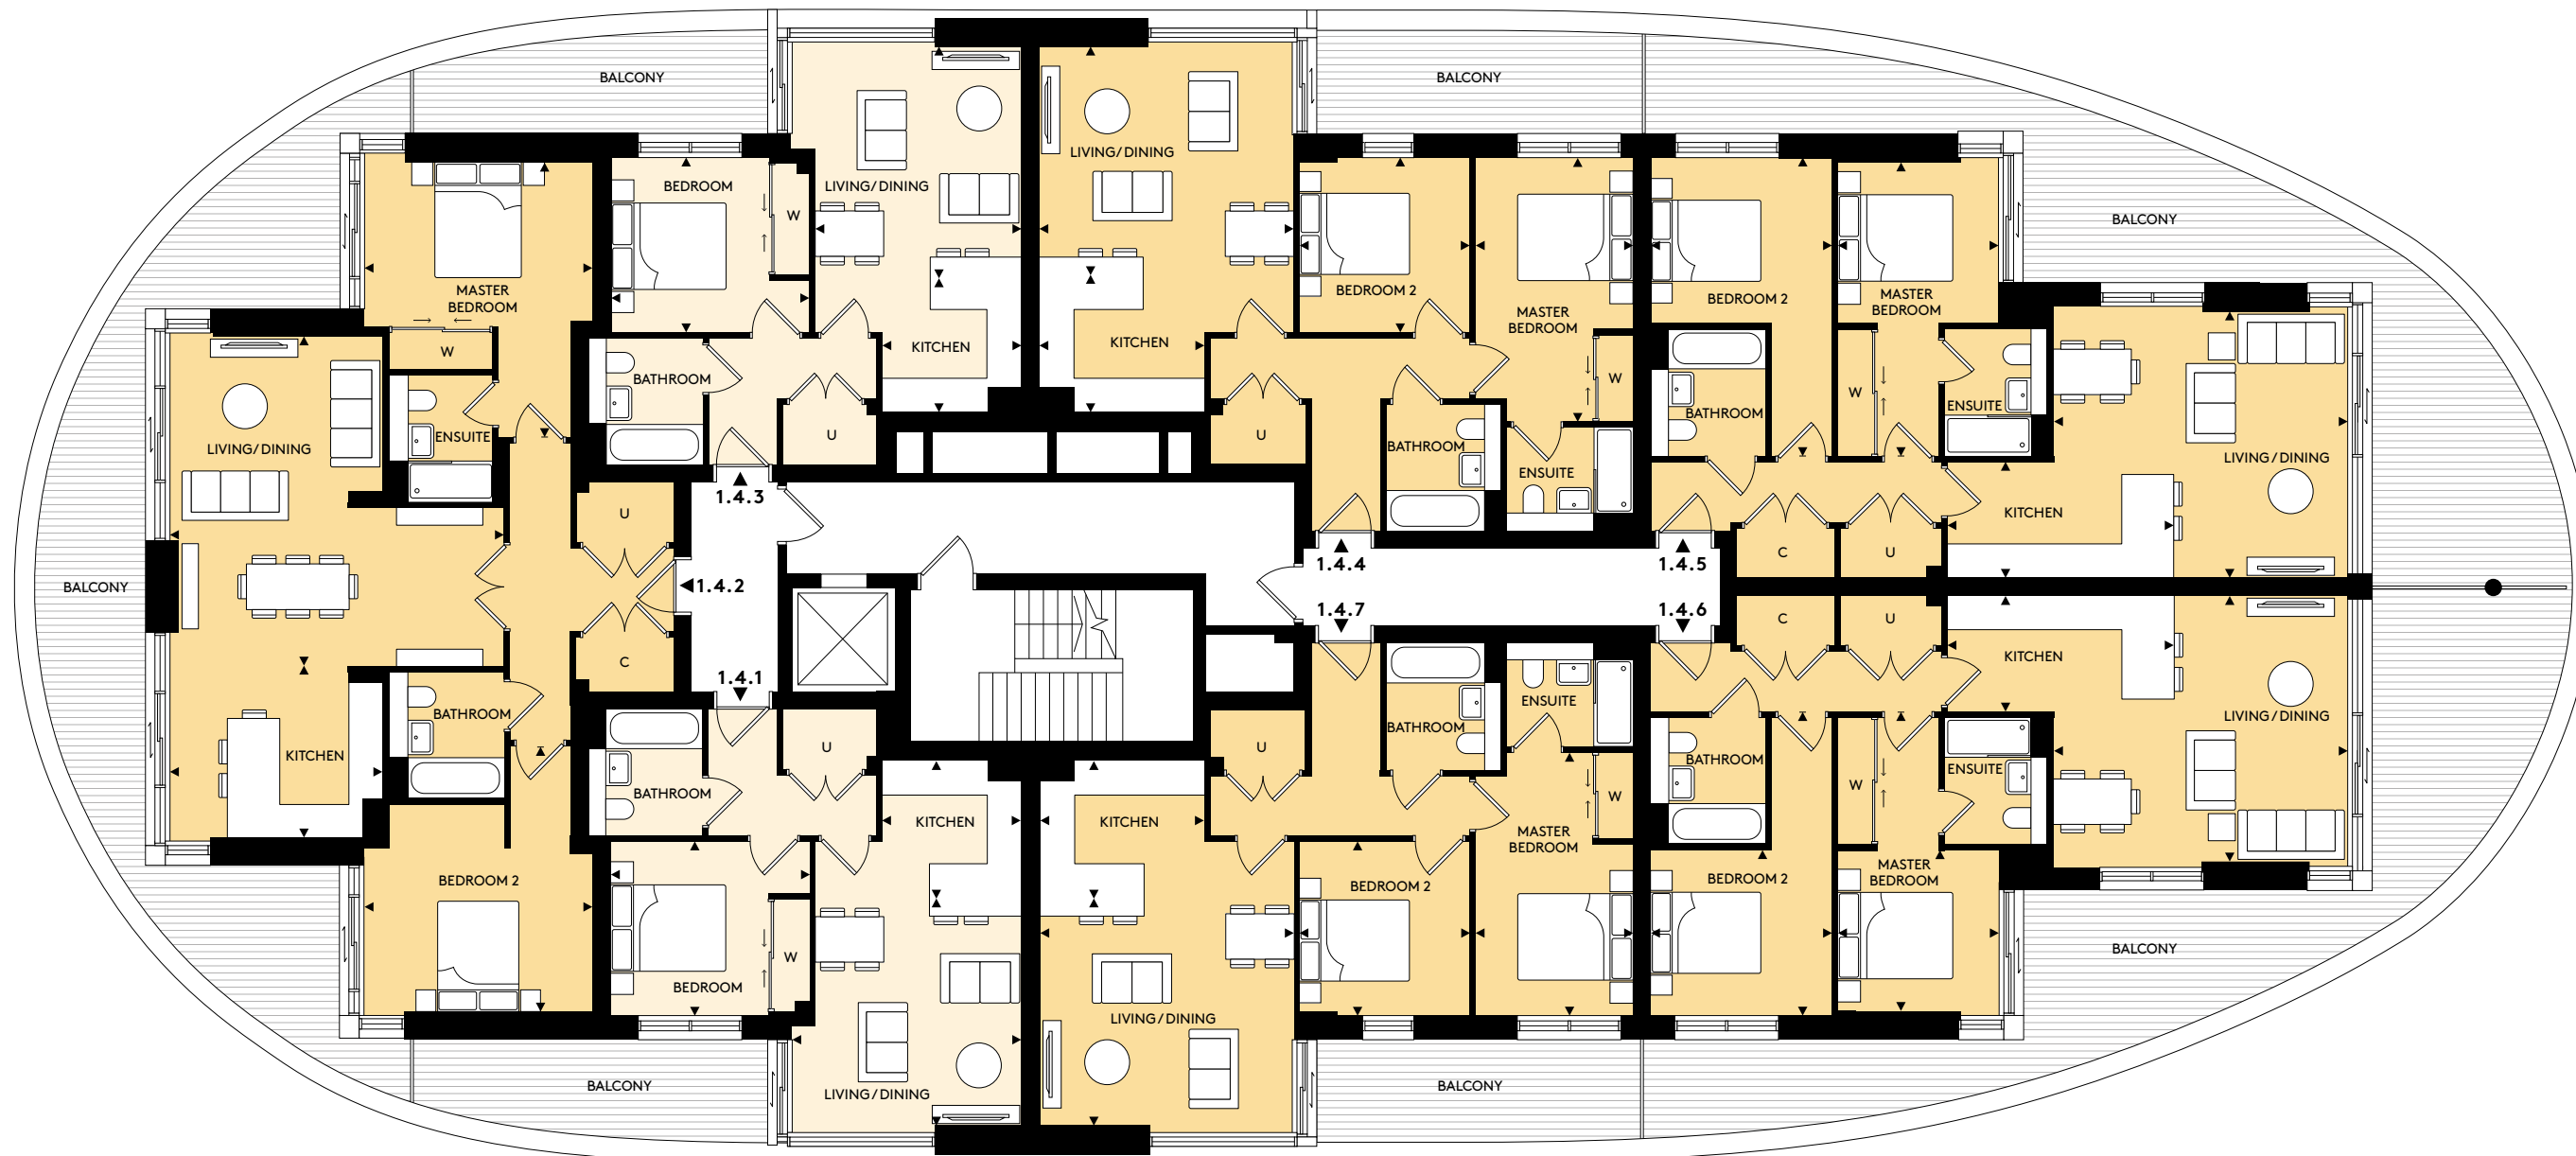 BALCONY
BALCONY
LIVING/DINING
BEDROOM
LIVING/DINING
W
BALCONY
MASTER
BEDROOM
BEDROOM 2
MASTER
BEDROOM
BEDROOM 2
MASTER
BEDROOM
W
BATHROOM
KITCHEN
KITCHEN
W
W
ENSUITE
BATHROOM
LIVING/DINING
ENSUITE
U
U
BATHROOM
ENSUITE
LIVING/DINING
1.4.3
U
KITCHEN
1.4.4
1.4.5
C
U
BALCONY
1.4.2
1.4.7
1.4.6
C
U
C
1.4.1
KITCHEN
BATHROOM
KITCHEN
U
BATHROOM
ENSUITE
U
BATHROOM
BATHROOM
LIVING/DINING
ENSUITE
W
W
KITCHEN
KITCHEN
MASTER
BEDROOM
BEDROOM 2
BEDROOM 2
BEDROOM 2
MASTER
BEDROOM
W
BEDROOM
BALCONY
LIVING/DINING
BALCONY
LIVING/DINING
BALCONY